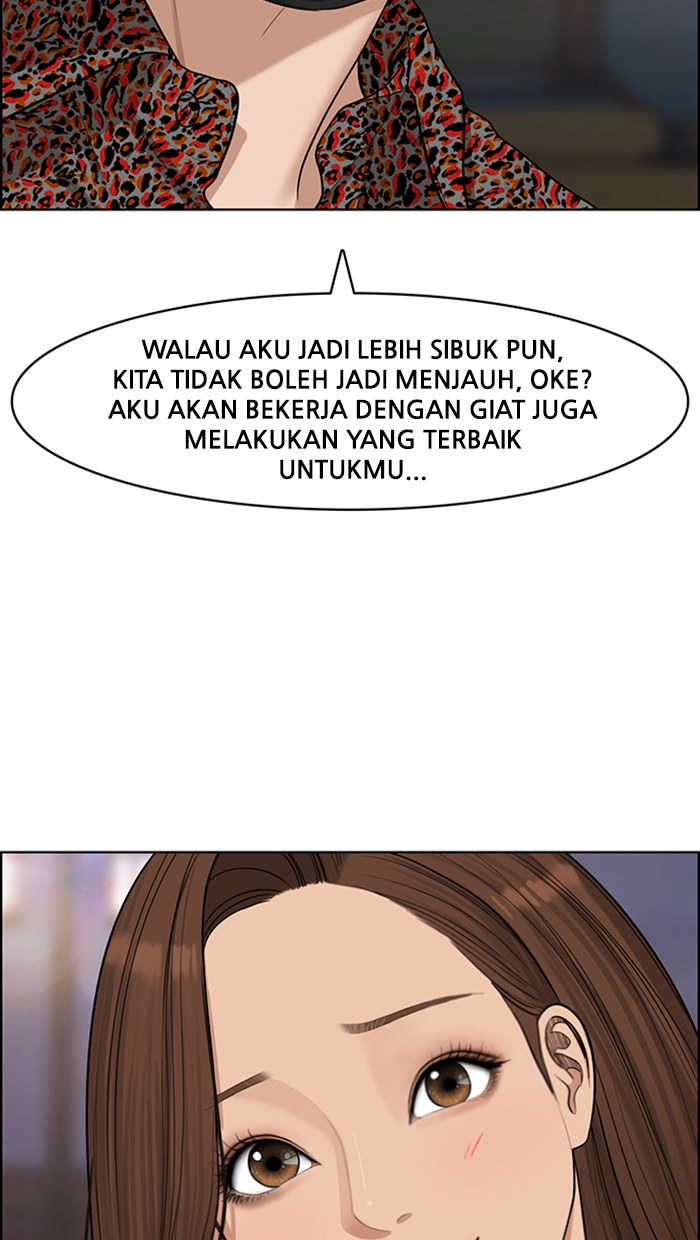 WALAU AKU JADI LEBIH SIBUK PUN,
KITA TIDAK BOLEH JADI MENJAUH, OKE?
AKU AKAN BEKERJA DENGAN GIAT JUGA
MELAKUKAN YANG TERBAIK
UNTUKMU...